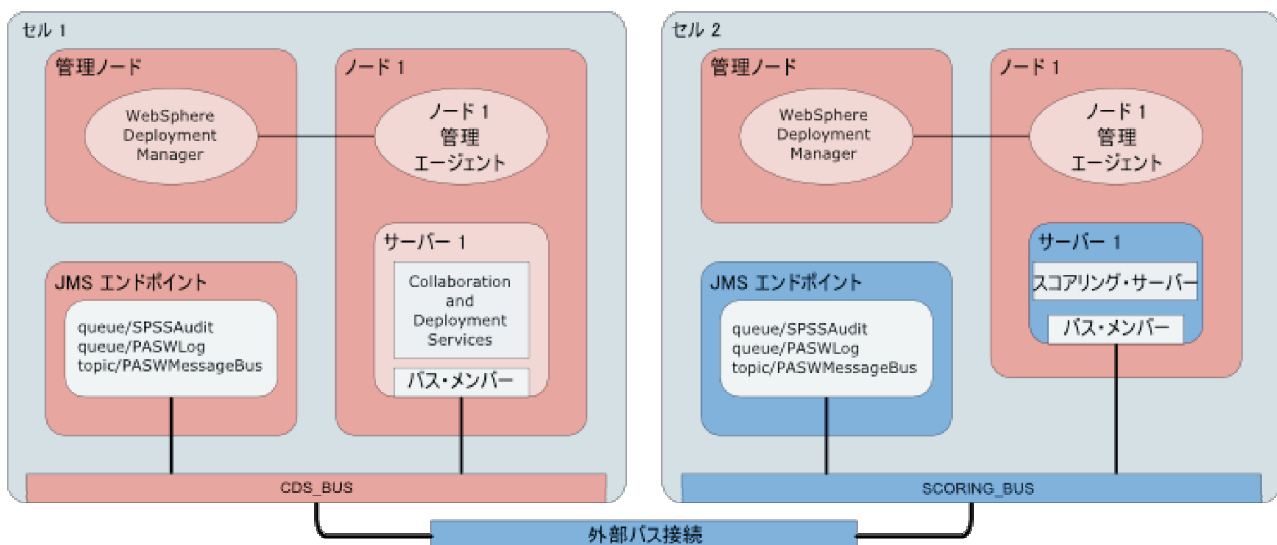 セル 1
管理ノード
WebSphere
Deployment
Manager
ノード 1
ノード 1
管理
エージェント
サーバー 1
Collaboration
and
Deployment
Services
バス・メンバー
JMS エンドポイント
queue/SPSSAudit
queue/PASWLog
topic/PASWMessageBus
CDS_BUS
セル 2
管理ノード
WebSphere
Deployment
Manager
ノード 1
ノード 1
管理
エージェント
サーバー 1
スコアリング・サーバー
バス・メンバー
JMS エンドポイント
queue/SPSSAudit
queue/PASWLog
topic/PASWMessageBus
SCORING_BUS
外部バス接続